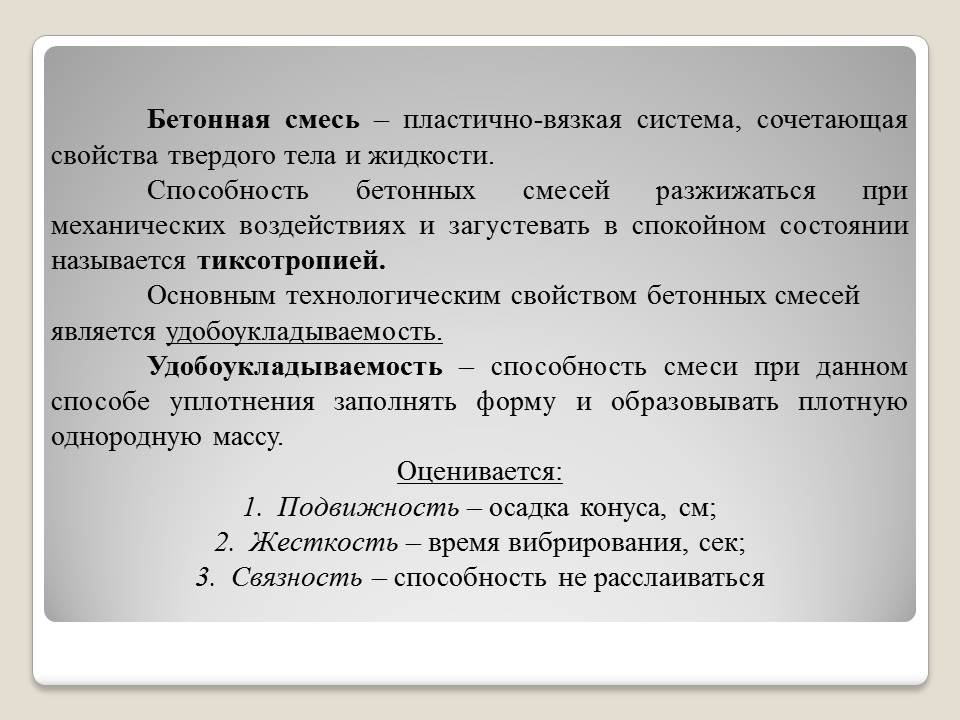 Бетонная смесь – пластично-вязкая система, сочетающая
свойства твердого тела и жидкости.
Способность бетонных смесей разжижаться при
механических воздействиях и загустевать в спокойном состоянии
называется тиксотропией.
Основным технологическим свойством бетонных смесей
является удобоукладываемость.
Удобоукладываемость – способность смеси при данном
способе уплотнения заполнять форму и образовывать плотную
однородную массу.
Оценивается:
1. Подвижность – осадка конуса, см;
2. Жесткость – время вибрирования, сек;
3. Связность – способность не расслаиваться